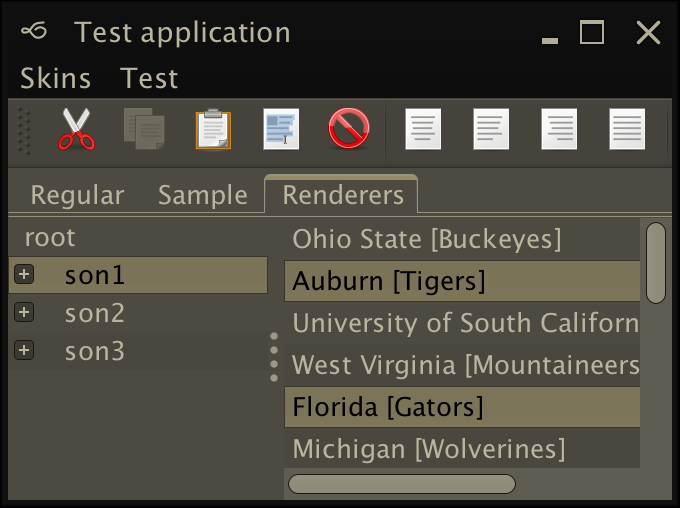 Test application
Skins Test
Regular Sample Renderers
root
son1
son2
son3
Ohio State [Buckeyes]
Auburn [Tigers]
University of South Californ
West Virginia [Mountaineers
Florida [Gators]
Michigan [Wolverines]